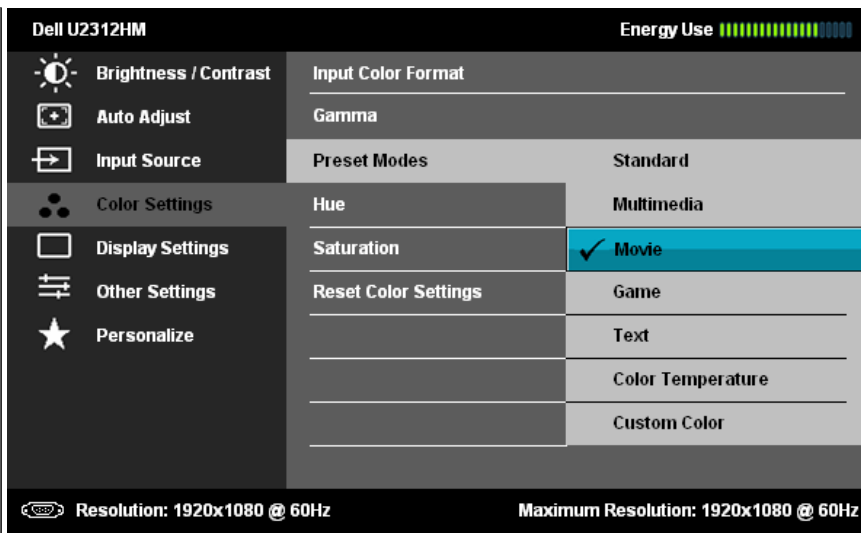 Dell U2312HM Energy Use
Brightness / Contrast Input Color Format
Auto Adjust Gamma
Input Source Preset Modes Standard
Color Settings Hue Multimedia
Display Settings Saturation Movie
Other Settings Reset Color Settings Game
Personalize Text
Color Temperature
Custom Color
Resolution: 1920x1080 @ 60Hz Maximum Resolution: 1920x1080 @ 60Hz